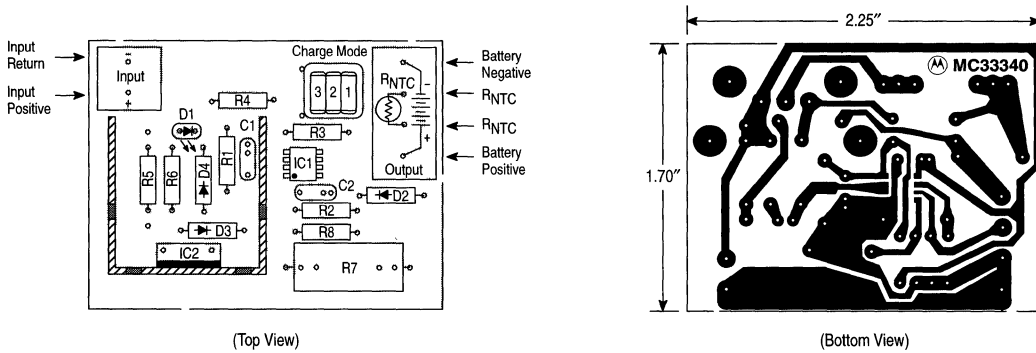 Input
Return
Input
Positive
Input
−
+
D1
R4
C1
R5
R6
D4
R1
D3
IC2
Charge Mode
3 2 1
R3
IC1
C2
R2
R8
R7
D2
RNTC
−
+
Output
Battery
Negative
RNTC
RNTC
Battery
Positive
(Top View)
2.25″
1.70″
MC33340
(Bottom View)